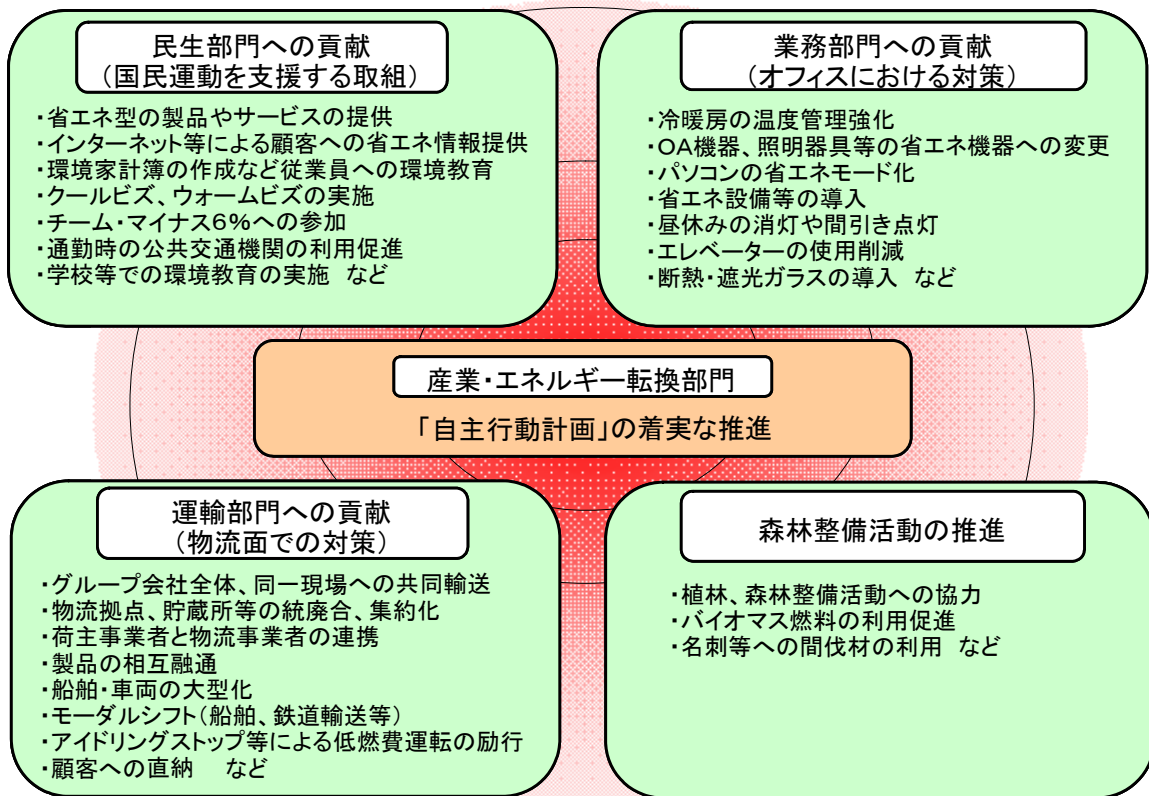 民生部門への貢献
（国民運動を支援する取組）
・省エネ型の製品やサービスの提供
・インターネット等による顧客への省エネ情報提供
・環境家計簿の作成など従業員への環境教育
・クールビズ、ウォームビズの実施
・チーム・マイナス６％への参加
・通勤時の公共交通機関の利用促進
・学校等での環境教育の実施 など
業務部門への貢献
（オフィスにおける対策）
・冷暖房の温度管理強化
・OA機器、照明器具等の省エネ機器への変更
・パソコンの省エネモード化
・省エネ設備等の導入
・昼休みの消灯や間引き点灯
・エレベーターの使用削減
・断熱・遮光ガラスの導入 など
産業・エネルギー転換部門
「自主行動計画」の着実な推進
運輸部門への貢献
（物流面での対策）
・グループ会社全体、同一現場への共同輸送
・物流拠点、貯蔵所等の統廃合、集約化
・荷主事業者と物流事業者の連携
・製品の相互融通
・船舶・車両の大型化
・モーダルシフト（船舶、鉄道輸送等）
・アイドリングストップ等による低燃費運転の励行
・顧客への直納 など
森林整備活動の推進
・植林、森林整備活動への協力
・バイオマス燃料の利用促進
・名刺等への間伐材の利用 など